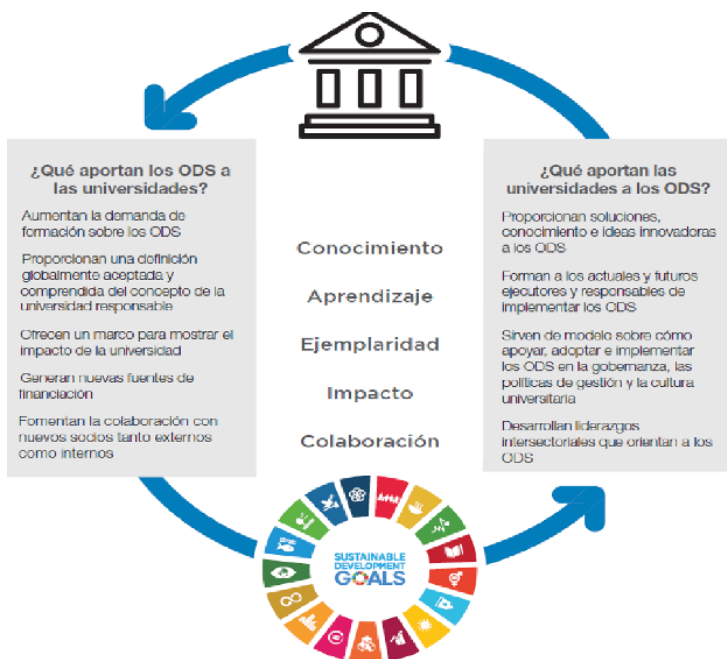 ¿Qué aportan los ODS a
las universidades?
Aumentan la demanda de
formación sobre los ODS
Proporcionan una definición
globalmente aceptada y
comprendida del concepto de la
universidad responsable
Ofrecen un marco para mostrar el
impacto de la universidad
Generan nuevas fuentes de
financiación
Fomentan la colaboración con
nuevos socios tanto externos
como internos
Conocimiento
Aprendizaje
Ejemplaridad
Impacto
Colaboración
¿Qué aportan las
universidades a los ODS?
Proporcionan soluciones,
conocimiento e ideas innovadoras
a los ODS
Forman a los actuales y futuros
ejecutores y responsables de
implementar los ODS
Sirven de modelo sobre cómo
apoyar, adoptar e implementar
los ODS en la gobernanza, las
políticas de gestión y la cultura
universitaria
Desarrollan liderazgos
intersectoriales que orientan a los
ODS
SUSTAINABLE
DEVELOPMENT
GOALS